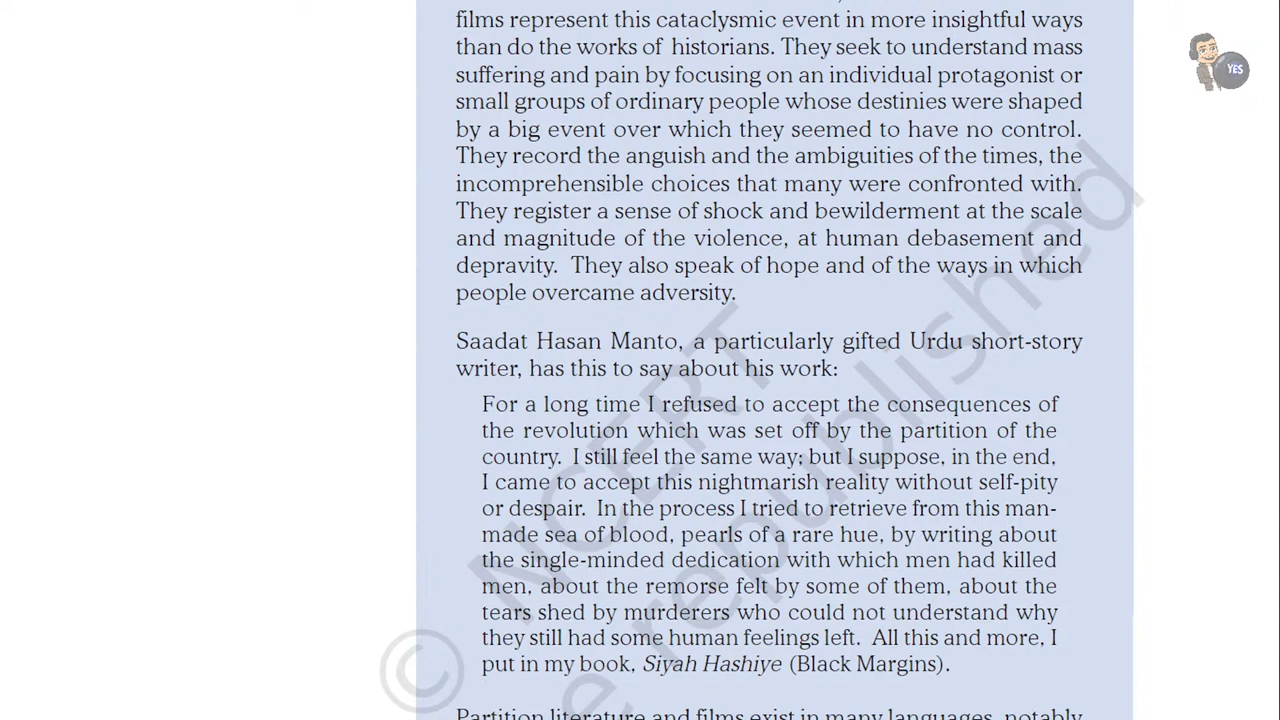 films represent this cataclysmic event in more insightful ways
than do the works of historians. They seek to understand mass
suffering and pain by focusing on an individual protagonist or
small groups of ordinary people whose destinies were shaped
by a big event over which they seemed to have no control.
They record the anguish and the ambiguities of the times, the
incomprehensible choices that many were confronted with.
They register a sense of shock and bewilderment at the scale
and magnitude of the violence, at human debasement and
depravity. They also speak of hope and of the ways in which
people overcame adversity.
Saadat Hasan Manto, a particularly gifted Urdu short-story
writer, has this to say about his work:
For a long time I refused to accept the consequences of
the revolution which was set off by the partition of the
country. I still feel the same way; but I suppose, in the end,
I came to accept this nightmarish reality without self-pity
or despair. In the process I tried to retrieve from this man-
made sea of blood, pearls of a rare hue, by writing about
the single-minded dedication with which men had killed
men, about the remorse felt by some of them, about the
tears shed by murderers who could not understand why
they still had some human feelings left. All this and more, I
put in my book, Siyah Hashiye (Black Margins).
Partition literature and films exist in many languages, notably
YES
© NCERT
e republished